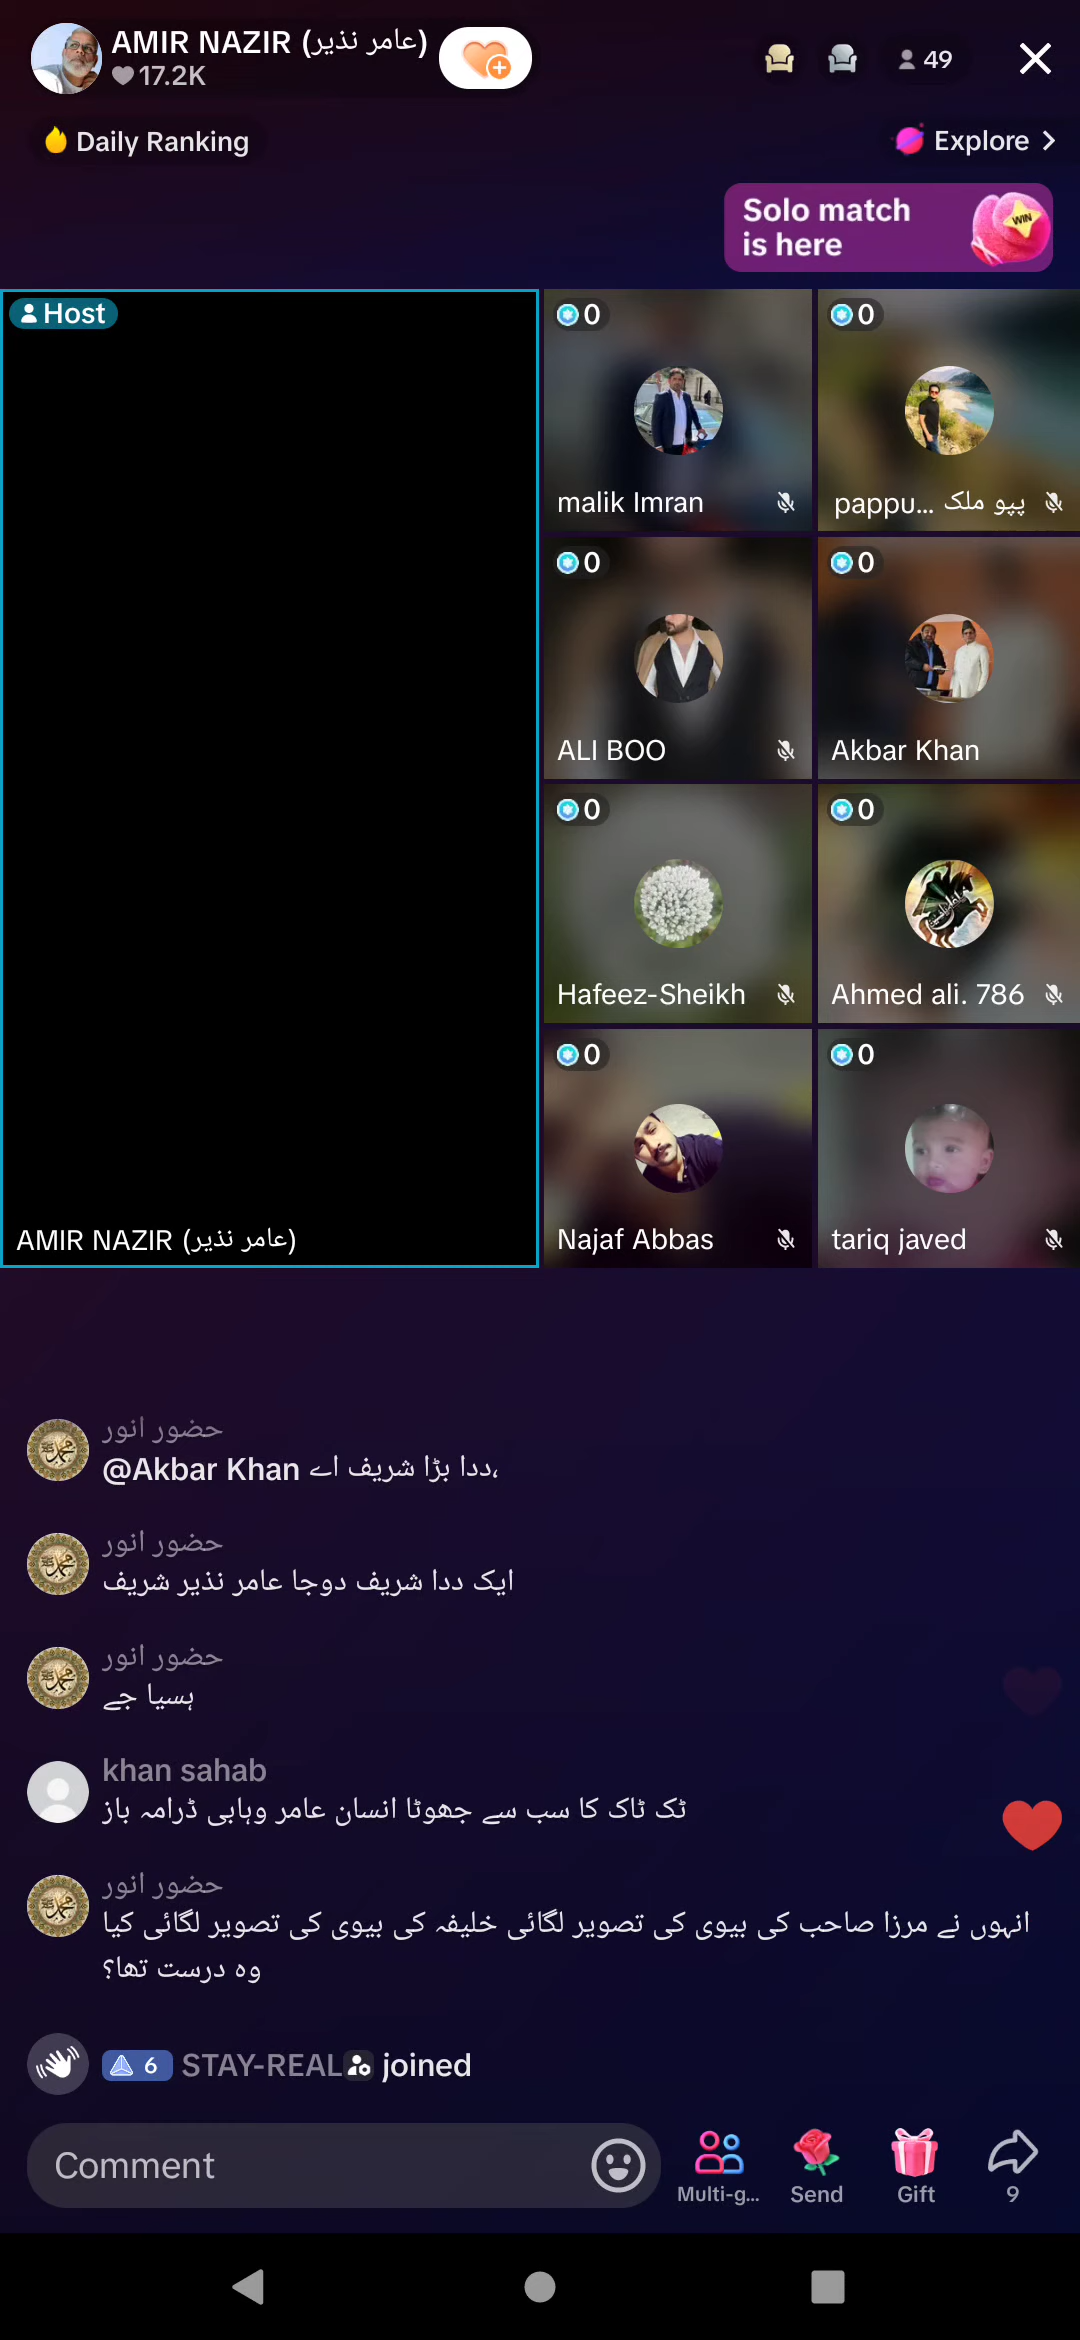 AMIR NAZIR (عامر نذیر)
17.2K
49
Daily Ranking
Explore
Solo match
is here
WIN
Host
AMIR NAZIR (عامر نذیر)
0
malik Imran
0
pappu... پپو ملک
0
ALI BOO
0
Akbar Khan
0
Hafeez-Sheikh
0
Ahmed ali. 786
0
Najaf Abbas
0
tariq javed
حضور انور
@Akbar Khan ددا بڑا شریف اے،
حضور انور
ایک ددا شریف دوجا عامر نذیر شریف
حضور انور
ہسیا جے
khan sahab
ٹک ٹاک کا سب سے جھوٹا انسان عامر وہابی ڈرامہ باز
حضور انور
انہوں نے مرزا صاحب کی بیوی کی تصویر لگائی خلیفہ کی بیوی کی تصویر لگائی کیا
وہ درست تھا؟
6 STAY-REAL joined
Comment
Multi-g...
Send
Gift
9